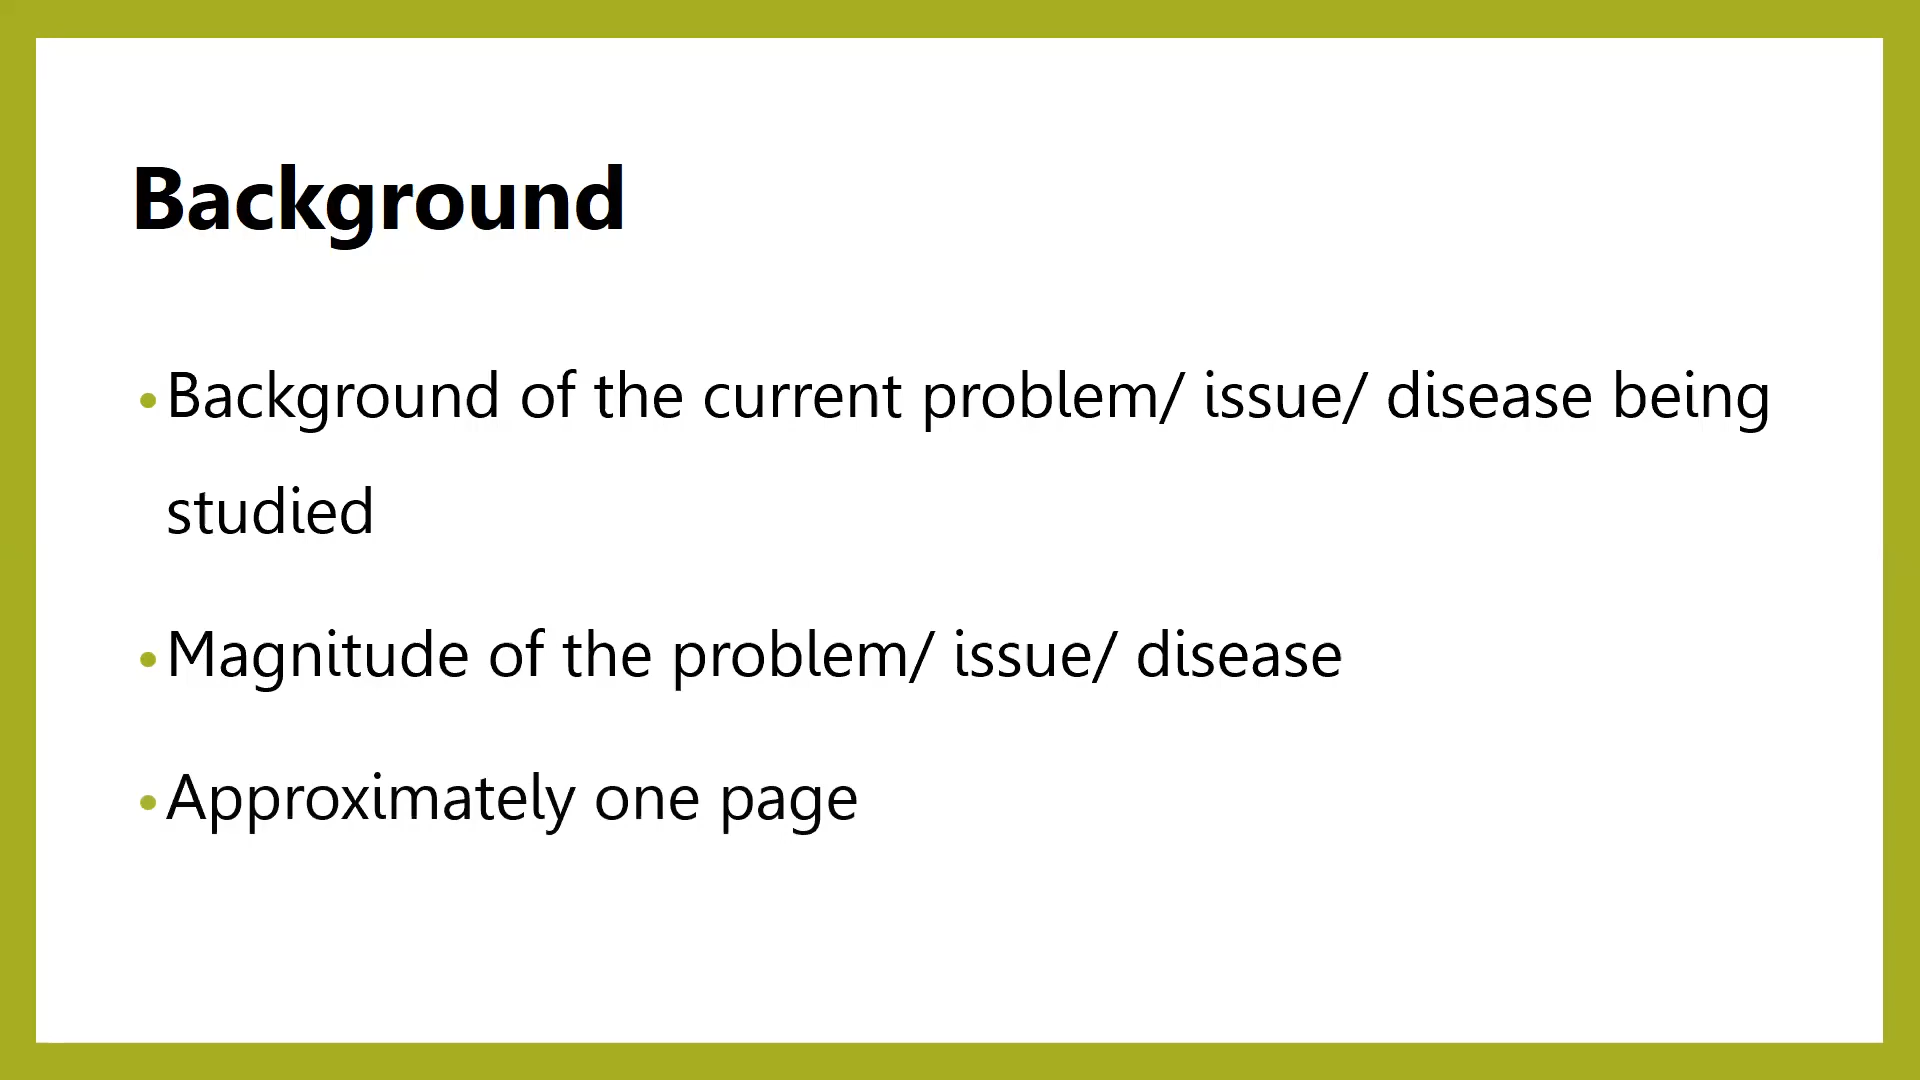 Background
• Background of the current problem/ issue/ disease being
studied
• Magnitude of the problem/ issue/ disease
• Approximately one page